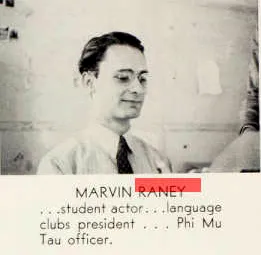 MARVIN RANEY
. . .student actor. . .language
clubs president . . . Phi Mu
Tau officer.